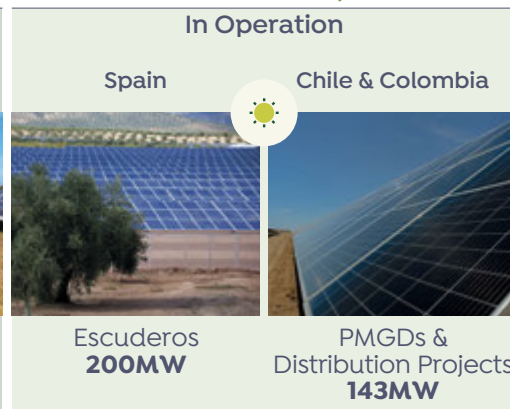 In Operation
Spain
Chile & Colombia
Escuderos
200MW
PMGDs &
Distribution Projects
143MW